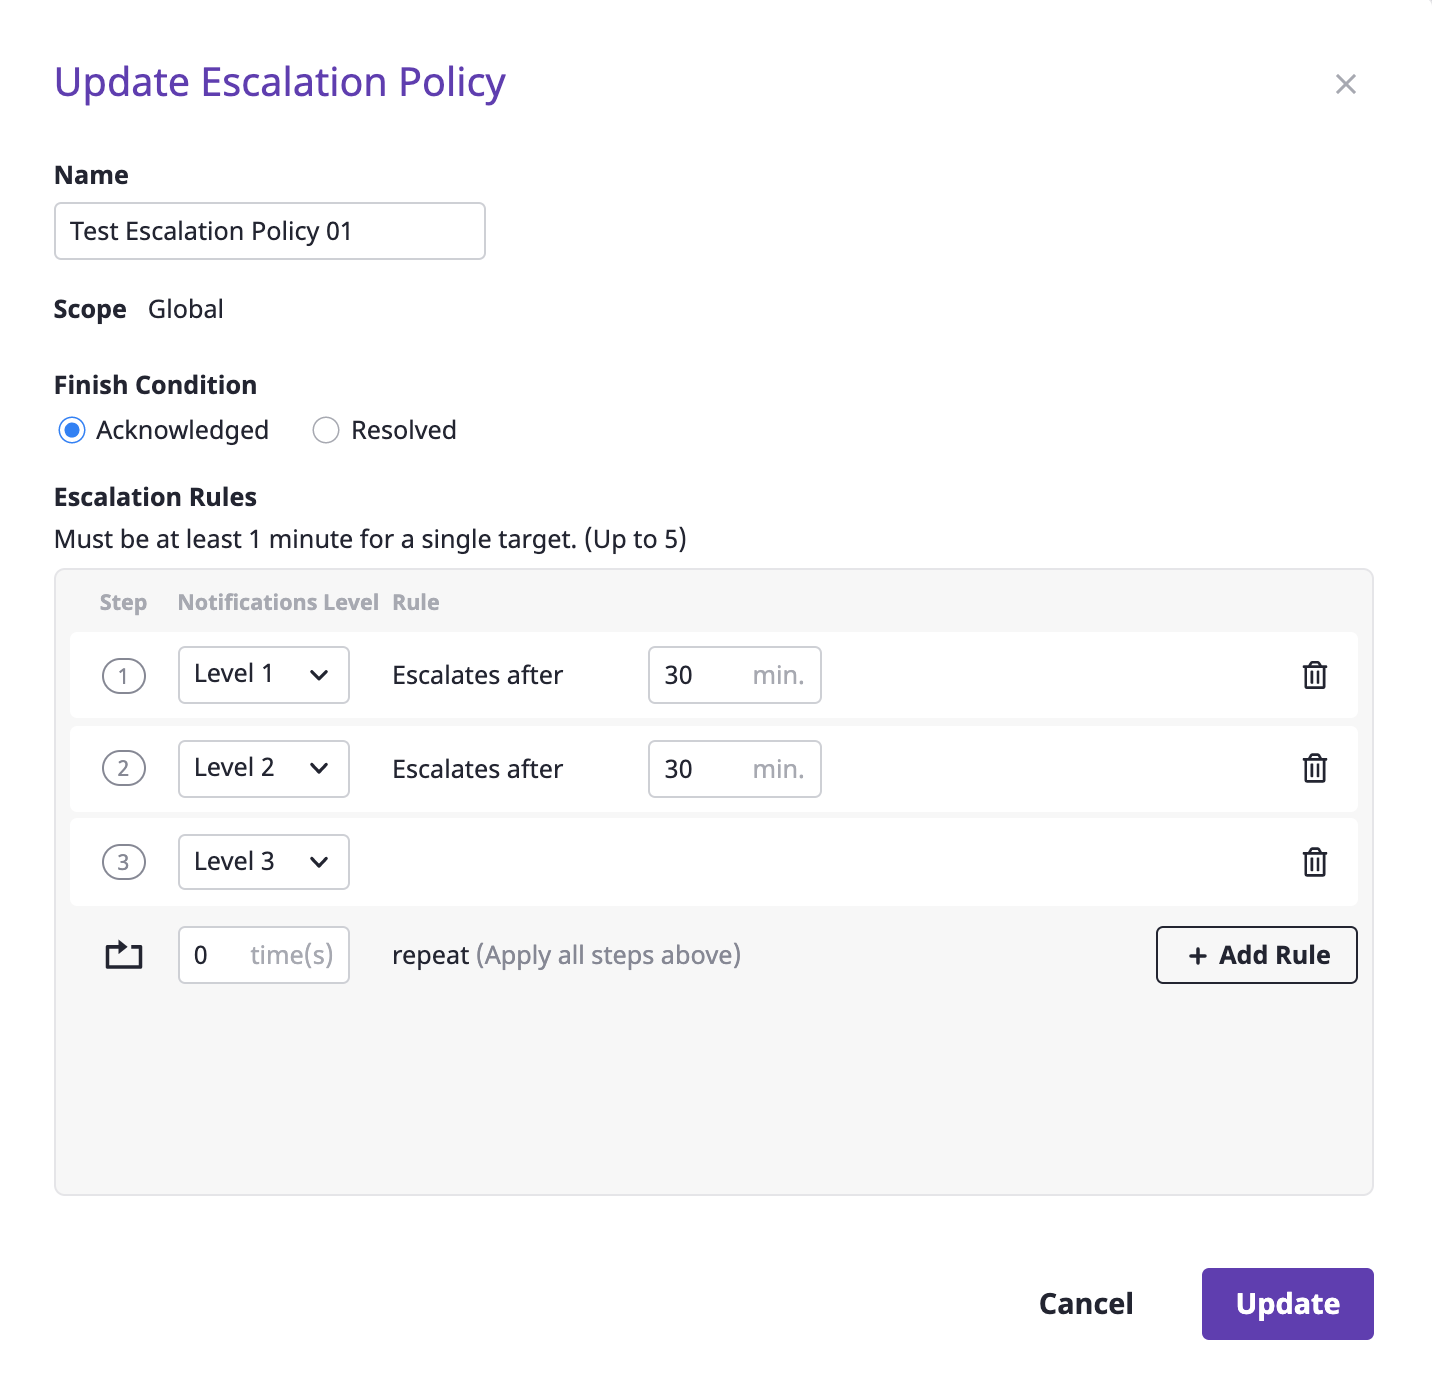 Update Escalation Policy
Name
Test Escalation Policy 01
Scope Global
Finish Condition
Acknowledged Resolved
Escalation Rules
Must be at least 1 minute for a single target. (Up to 5)
Step Notifications Level Rule
1 Level 1 Escalates after 30 min.
2 Level 2 Escalates after 30 min.
3 Level 3
0 time(s) repeat (Apply all steps above) + Add Rule
Cancel Update